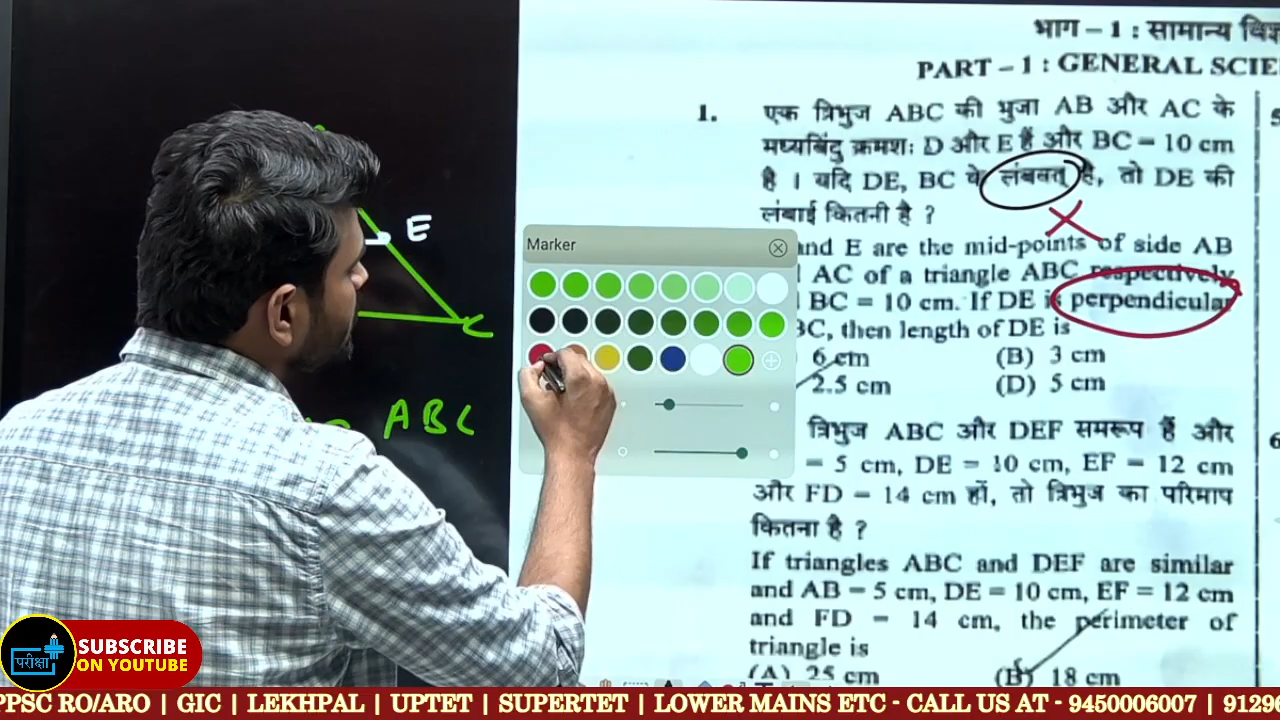 भाग – 1 : सामान्य
PART – 1 : GENERAL
1. एक त्रिभुज ABC की भुजा AB और AC के
मध्यबिंदु क्रमशः D और E हैं और BC = 10 cm
है । यदि DE, BC के लंबवत् है, तो DE की
लंबाई कितनी है ?
and E are the mid-points of side AB
AC of a triangle ABC respectively
BC = 10 cm. If DE is perpendicular
BC, then length of DE is
6 cm (B) 3 cm
2.5 cm (D) 5 cm
त्रिभुज ABC और DEF समरूप हैं और
= 5 cm, DE = 10 cm, EF = 12 cm
और FD = 14 cm हों, तो त्रिभुज का परिमाप
कितना है ?
If triangles ABC and DEF are similar
and AB = 5 cm, DE = 10 cm, EF = 12 cm
and FD = 14 cm, the perimeter of
triangle is
(A) 25 cm (B) 18 cm
E
C
ABC
Marker
परीक्षा
SUBSCRIBE
ON YOUTUBE
PPSC RO/ARO | GIC | LEKHPAL | UPTET | SUPERTET | LOWER MAINS ETC - CALL US AT - 9450006007 | 9129